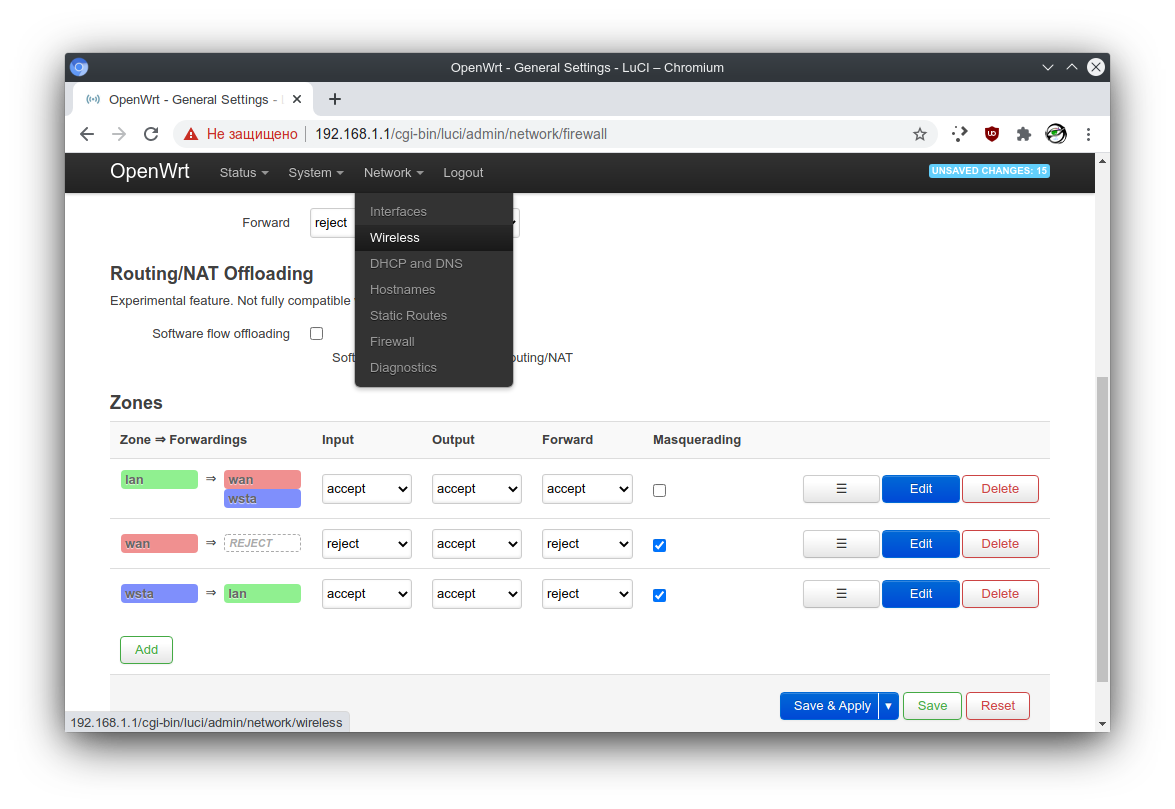 OpenWrt - General Settings - LuCI – Chromium
OpenWrt - General Settings -
Не защищено 192.168.1.1/cgi-bin/luci/admin/network/firewall
OpenWrt Status System Network Logout UNSAVED CHANGES: 15
Interfaces
Forward reject
Wireless
DHCP and DNS
Routing/NAT Offloading
Hostnames
Experimental feature. Not fully compatible
Static Routes
Software flow offloading
Firewall
Soft outing/NAT
Diagnostics
Zones
Zone ⇒ Forwardings Input Output Forward Masquerading
lan ⇒ wan accept accept accept ☰ Edit Delete
wsta
wan ⇒ REJECT reject accept reject ☰ Edit Delete
wsta ⇒ lan accept accept reject ☰ Edit Delete
Add
Save & Apply ▼ Save Reset
192.168.1.1/cgi-bin/luci/admin/network/wireless